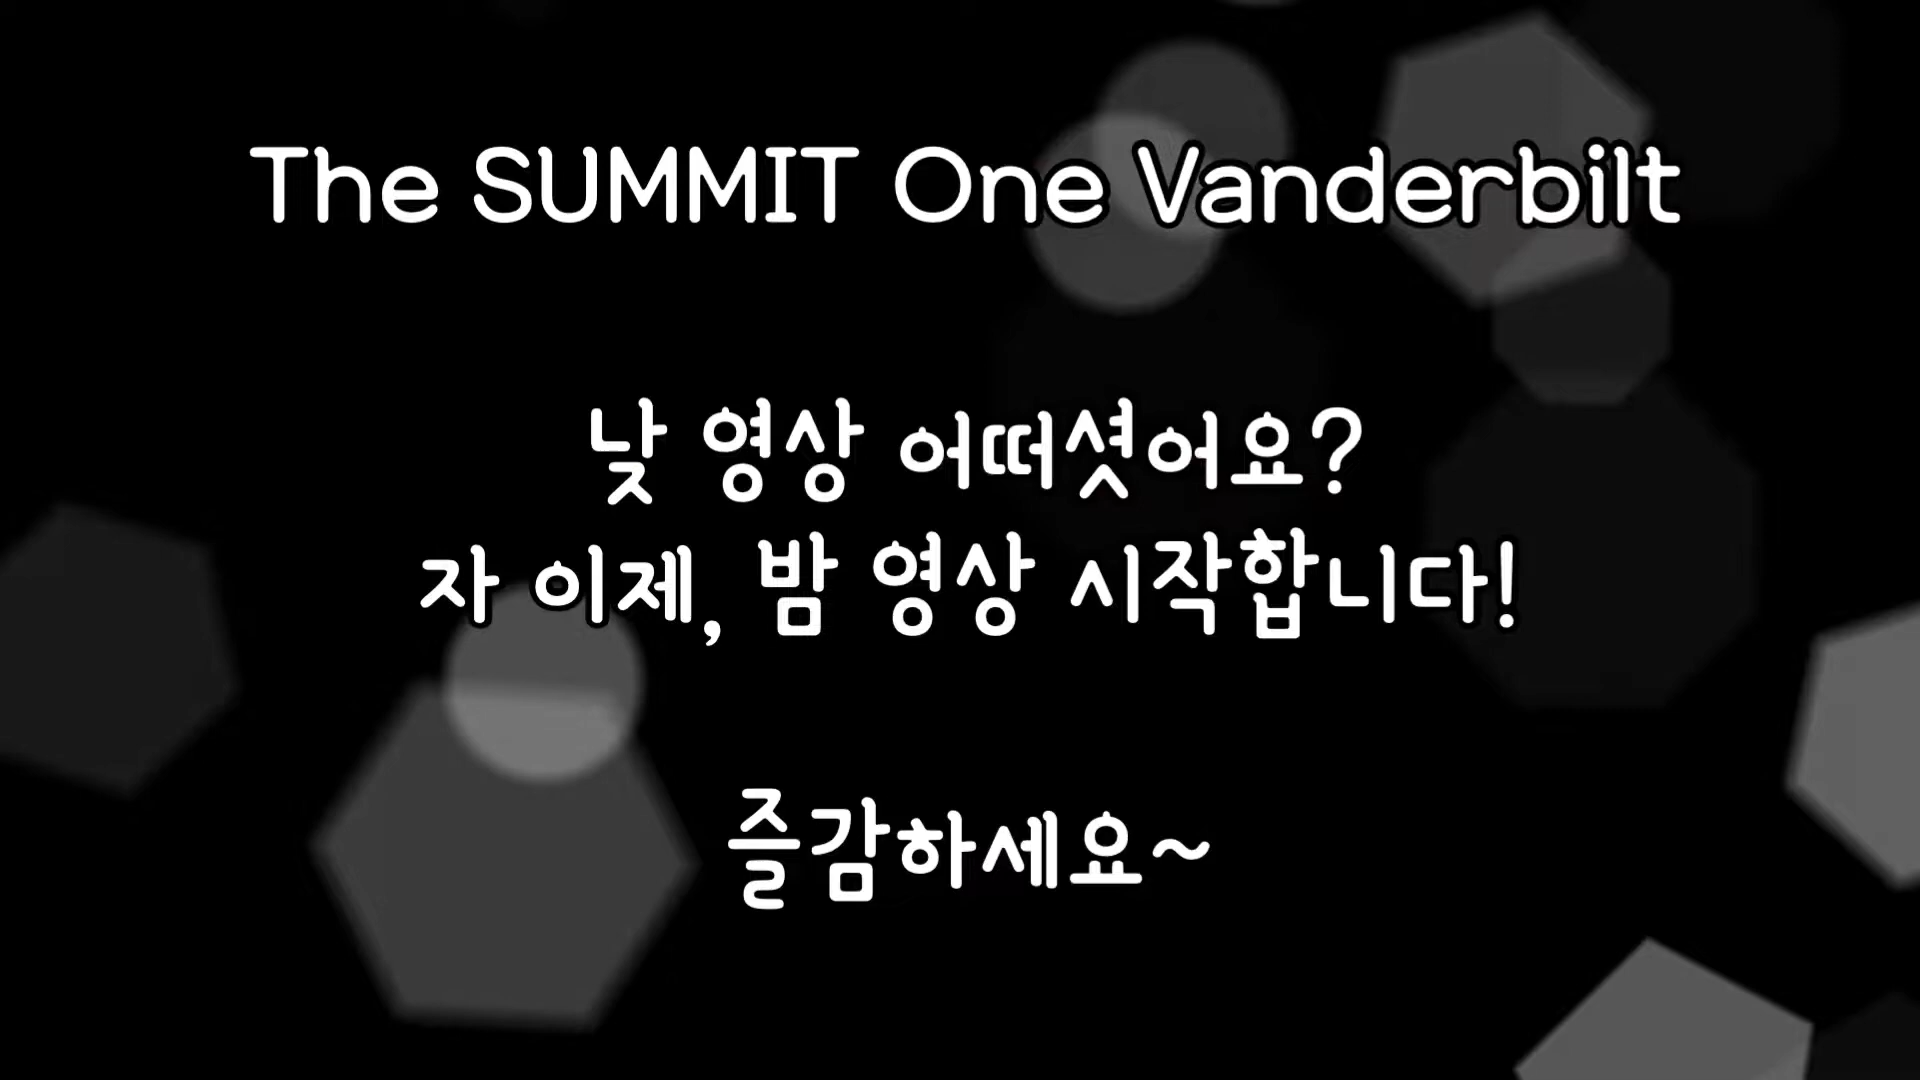 The SUMMIT One Vanderbilt
낮 영상 어떠셧어요?
자 이제, 밤 영상 시작합니다!
즐감하세요~